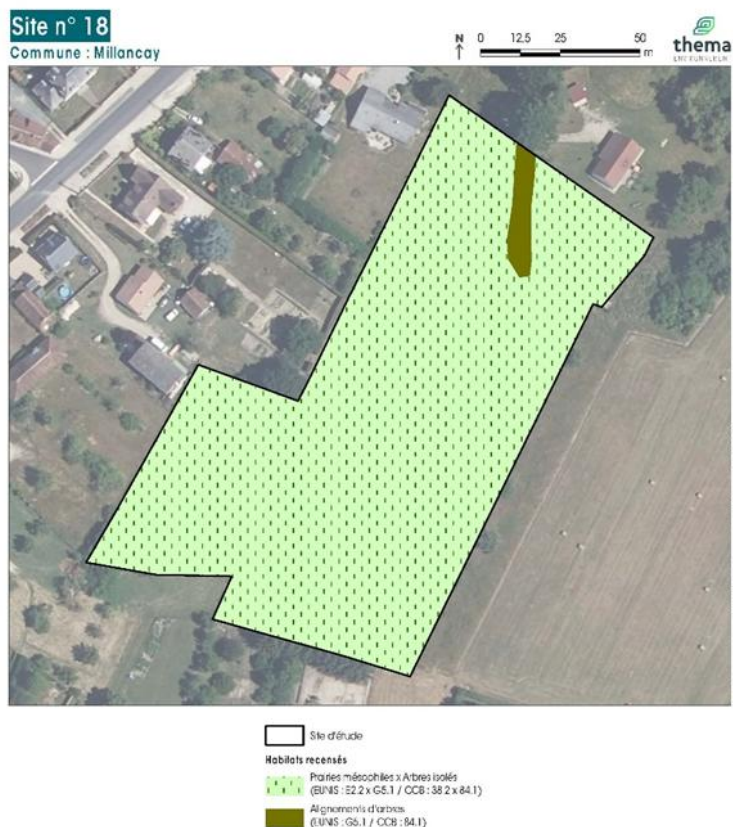 Site n° 18
Commune : Millancay
N
0 12,5 25 50
m
thema
ENVIRONNEMENT
Site d'étude
Habitats recensés
Prairies mésophiles x Arbres isolés
(EUNIS : E2.2 x G5.1 / CCB : 38.2 x 84.1)
Alignements d'arbres
(EUNIS : G5.1 / CCB : 84.1)